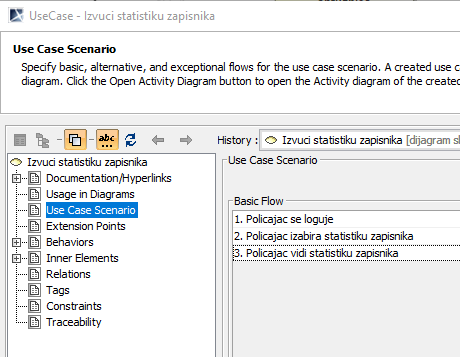 UseCase - Izvuci statistiku zapisnika
Use Case Scenario
Specify basic, alternative, and exceptional flows for the use case scenario. A created use c
diagram. Click the Open Activity Diagram button to open the Activity diagram of the created
abc
History : Izvuci statistiku zapisnika [dijagram sl
Izvuci statistiku zapisnika
Documentation/Hyperlinks
Usage in Diagrams
Use Case Scenario
Extension Points
Behaviors
Inner Elements
Relations
Tags
Constraints
Traceability
Use Case Scenario
Basic Flow
1. Policajac se loguje
2. Policajac izabira statistiku zapisnika
3. Policajac vidi statistiku zapisnika